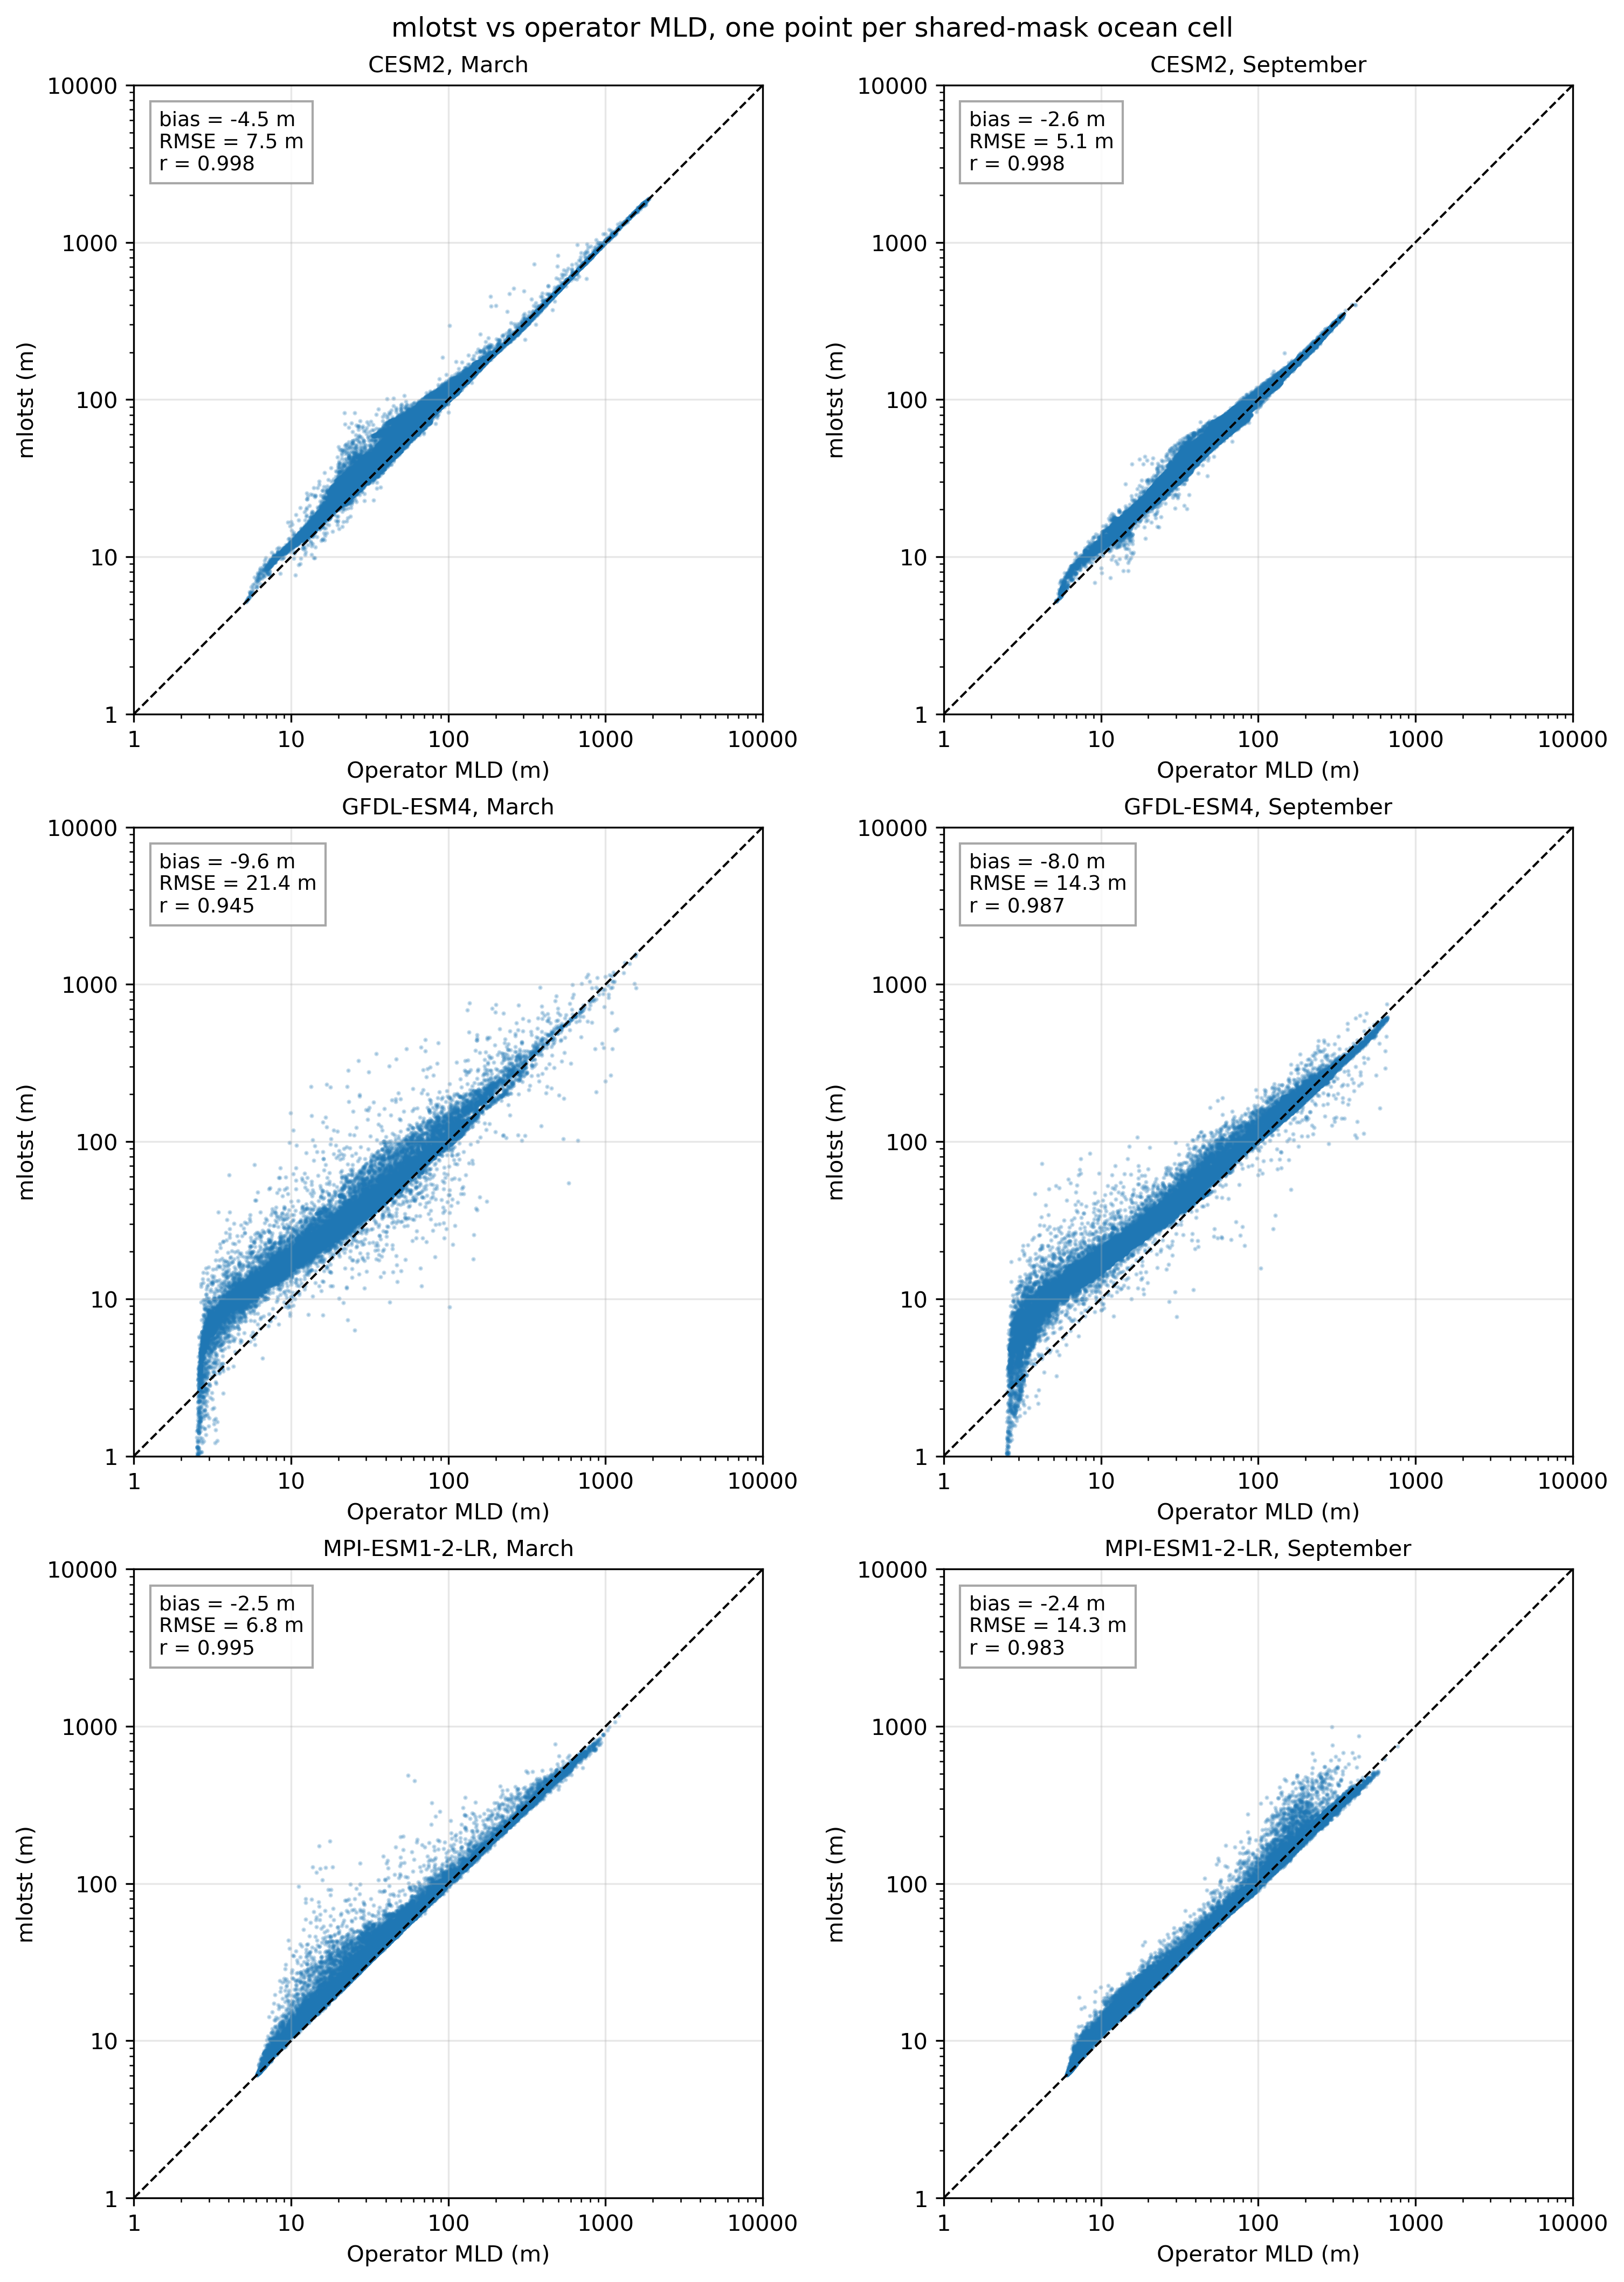 mlotst vs operator MLD, one point per shared-mask ocean cell
CESM2, March
bias = -4.5 m
RMSE = 7.5 m
r = 0.998
10000
1000
100
10
1
mlotst (m)
1 10 100 1000 10000
Operator MLD (m)
CESM2, September
bias = -2.6 m
RMSE = 5.1 m
r = 0.998
10000
1000
100
10
1
mlotst (m)
1 10 100 1000 10000
Operator MLD (m)
GFDL-ESM4, March
bias = -9.6 m
RMSE = 21.4 m
r = 0.945
10000
1000
100
10
1
mlotst (m)
1 10 100 1000 10000
Operator MLD (m)
GFDL-ESM4, September
bias = -8.0 m
RMSE = 14.3 m
r = 0.987
10000
1000
100
10
1
mlotst (m)
1 10 100 1000 10000
Operator MLD (m)
MPI-ESM1-2-LR, March
bias = -2.5 m
RMSE = 6.8 m
r = 0.995
10000
1000
100
10
1
mlotst (m)
1 10 100 1000 10000
Operator MLD (m)
MPI-ESM1-2-LR, September
bias = -2.4 m
RMSE = 14.3 m
r = 0.983
10000
1000
100
10
1
mlotst (m)
1 10 100 1000 10000
Operator MLD (m)